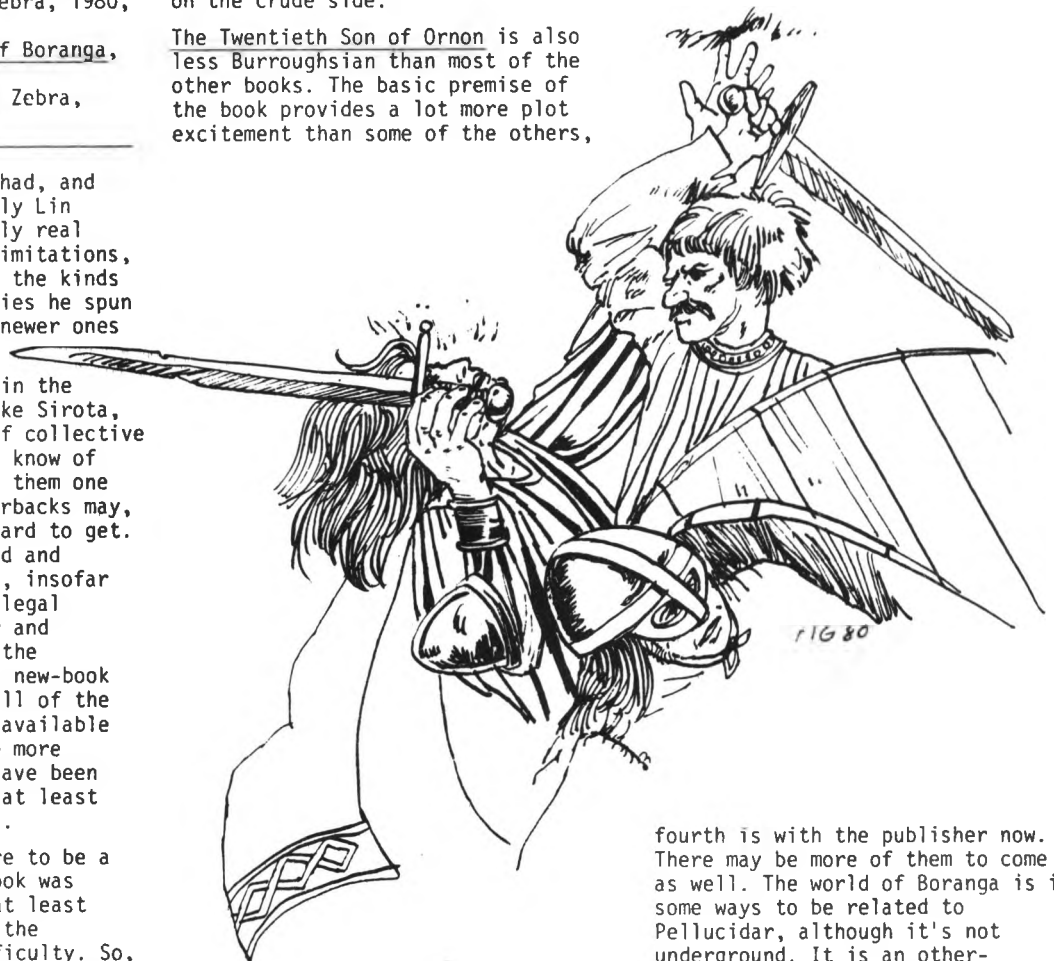 ebra, 1980,
f Boranga,
Zebra,
had, and
ly Lin
ly real
imitations,
the kinds
ies he spun
newer ones
in the
ke Sirota,
f collective
know of
them one
rbacks may,
ard to get.
d and
, insofar
legal
and
the
new-book
ll of the
available
more
ave been
at least
.
re to be a
ook was
at least
the
ficulty. So,
on the crude side.
The Twentieth Son of Ornon is also
less Burroughsian than most of the
other books. The basic premise of
the book provides a lot more plot
excitement than some of the others,
80
fourth is with the publisher now.
There may be more of them to come
as well. The world of Boranga is i
some ways to be related to
Pellucidar, although it's not
underground. It is an other-